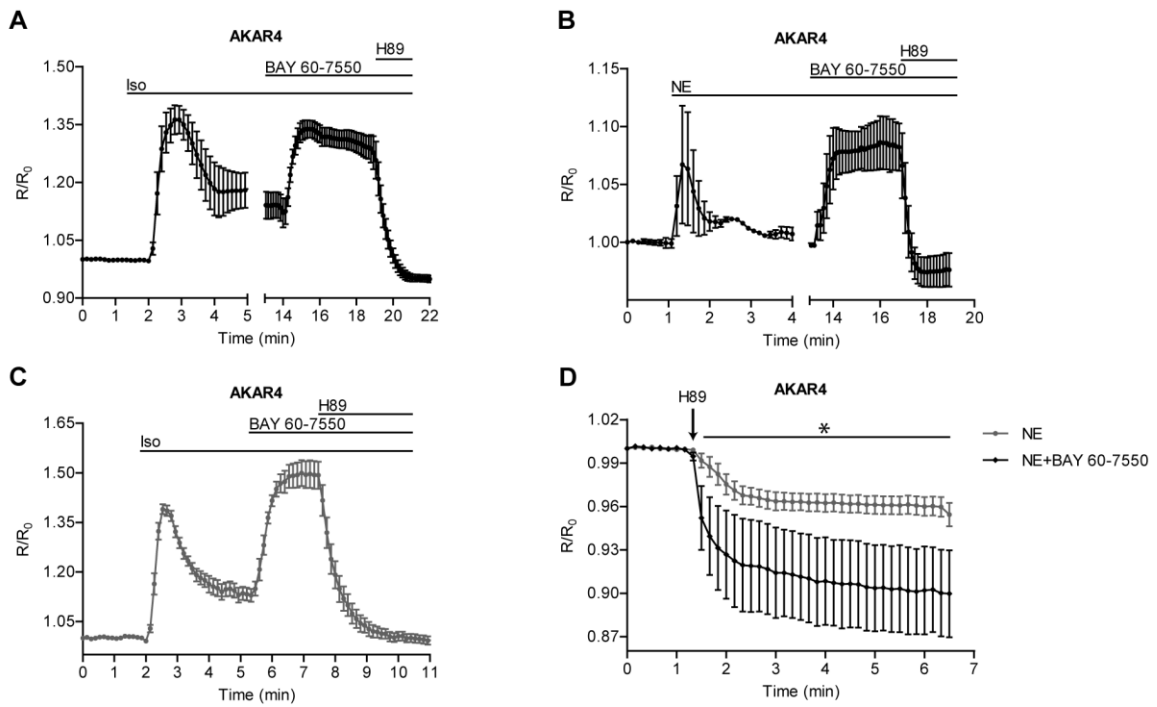 A
AKAR4
H89
BAY 60-7550
Iso
1.50
1.35
1.20
1.05
0.90
R/R0
0 1 2 3 4 5 14 16 18 20 22
Time (min)
B
AKAR4
H89
BAY 60-7550
NE
1.15
1.10
1.05
1.00
R/R0
0 1 2 3 4 14 16 18 20
Time (min)
C
AKAR4
H89
BAY 60-7550
Iso
1.65
1.50
1.35
1.20
1.05
R/R0
0 1 2 3 4 5 6 7 8 9 10 11
Time (min)
D
AKAR4
H89
*
1.02
0.99
0.96
0.93
0.90
0.87
R/R0
0 1 2 3 4 5 6 7
Time (min)
NE
NE+BAY 60-7550